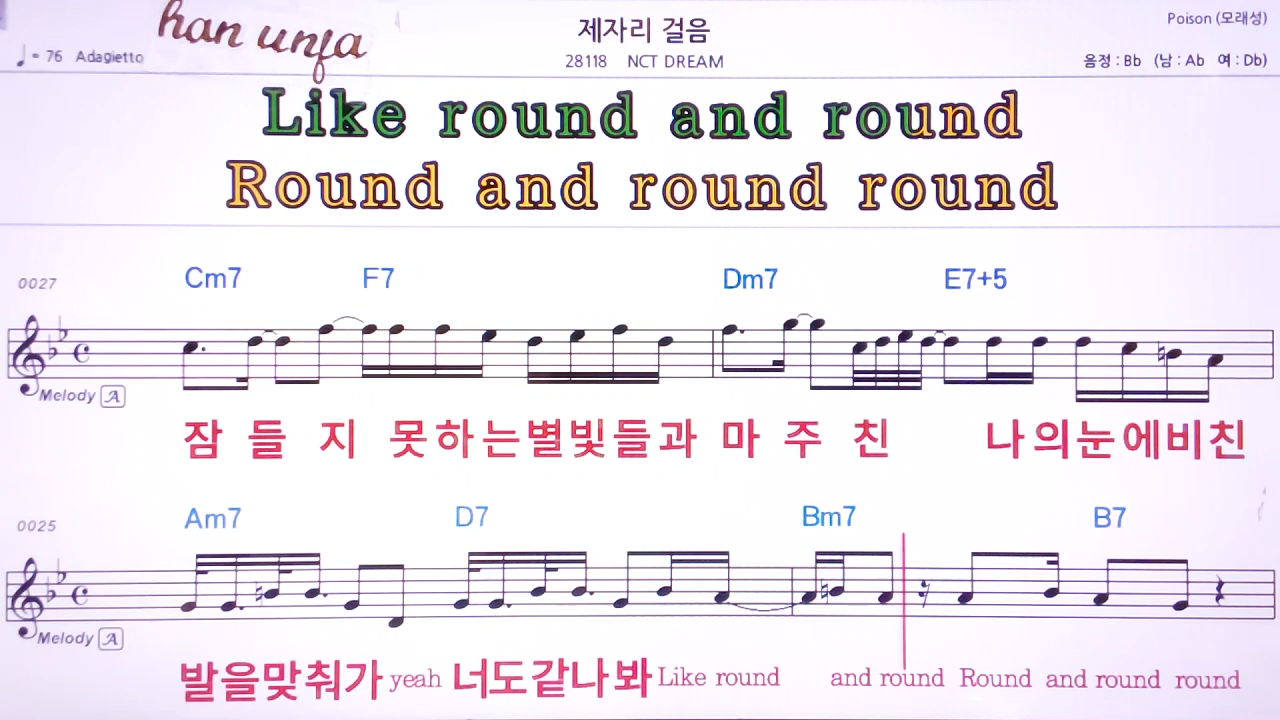 han unfa
제자리 걸음
Poison (모래성)
♩= 76 Adagietto
28118 NCT DREAM
음정 : Bb (남 : Ab 여 : Db)
Like round and round
Round and round round
0027 Cm7 F7 Dm7 E7+5
Melody A
잠 들 지 못하는별빛들과 마 주 친 나의눈에비친
0025 Am7 D7 Bm7 B7
Melody A
발을맞춰가 yeah 너도같나봐 Like round and round Round and round round